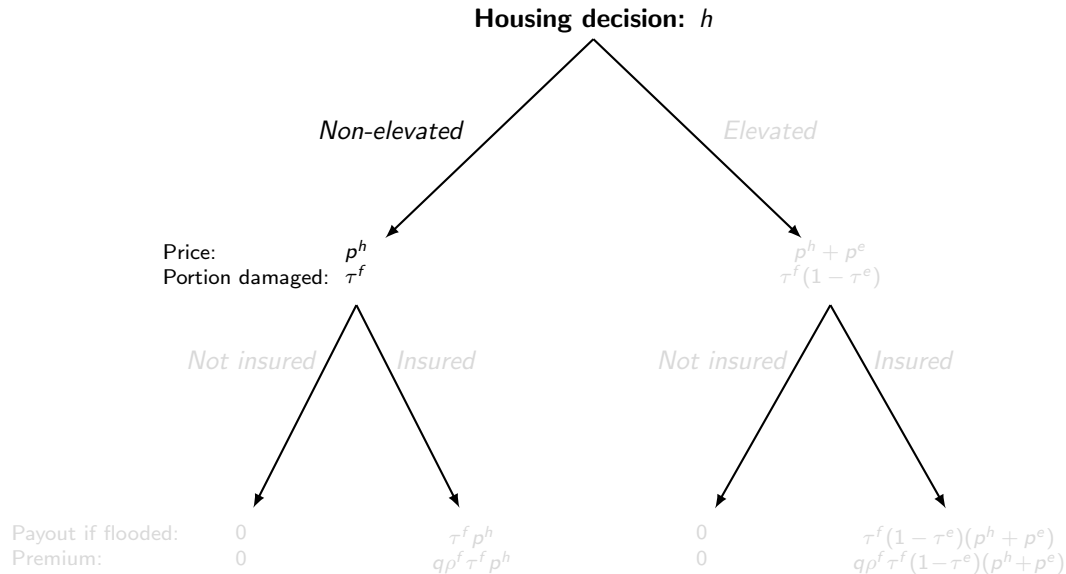 Housing decision: h
Non-elevated Elevated
Price: p^h p^h + p^e
Portion damaged: τ^f τ^f(1 − τ^e)
Not insured Insured Not insured Insured
Payout if flooded: 0 τ^f p^h 0 τ^f(1 − τ^e)(p^h + p^e)
Premium: 0 qρ^f τ^f p^h 0 qρ^f τ^f(1−τ^e)(p^h+p^e)